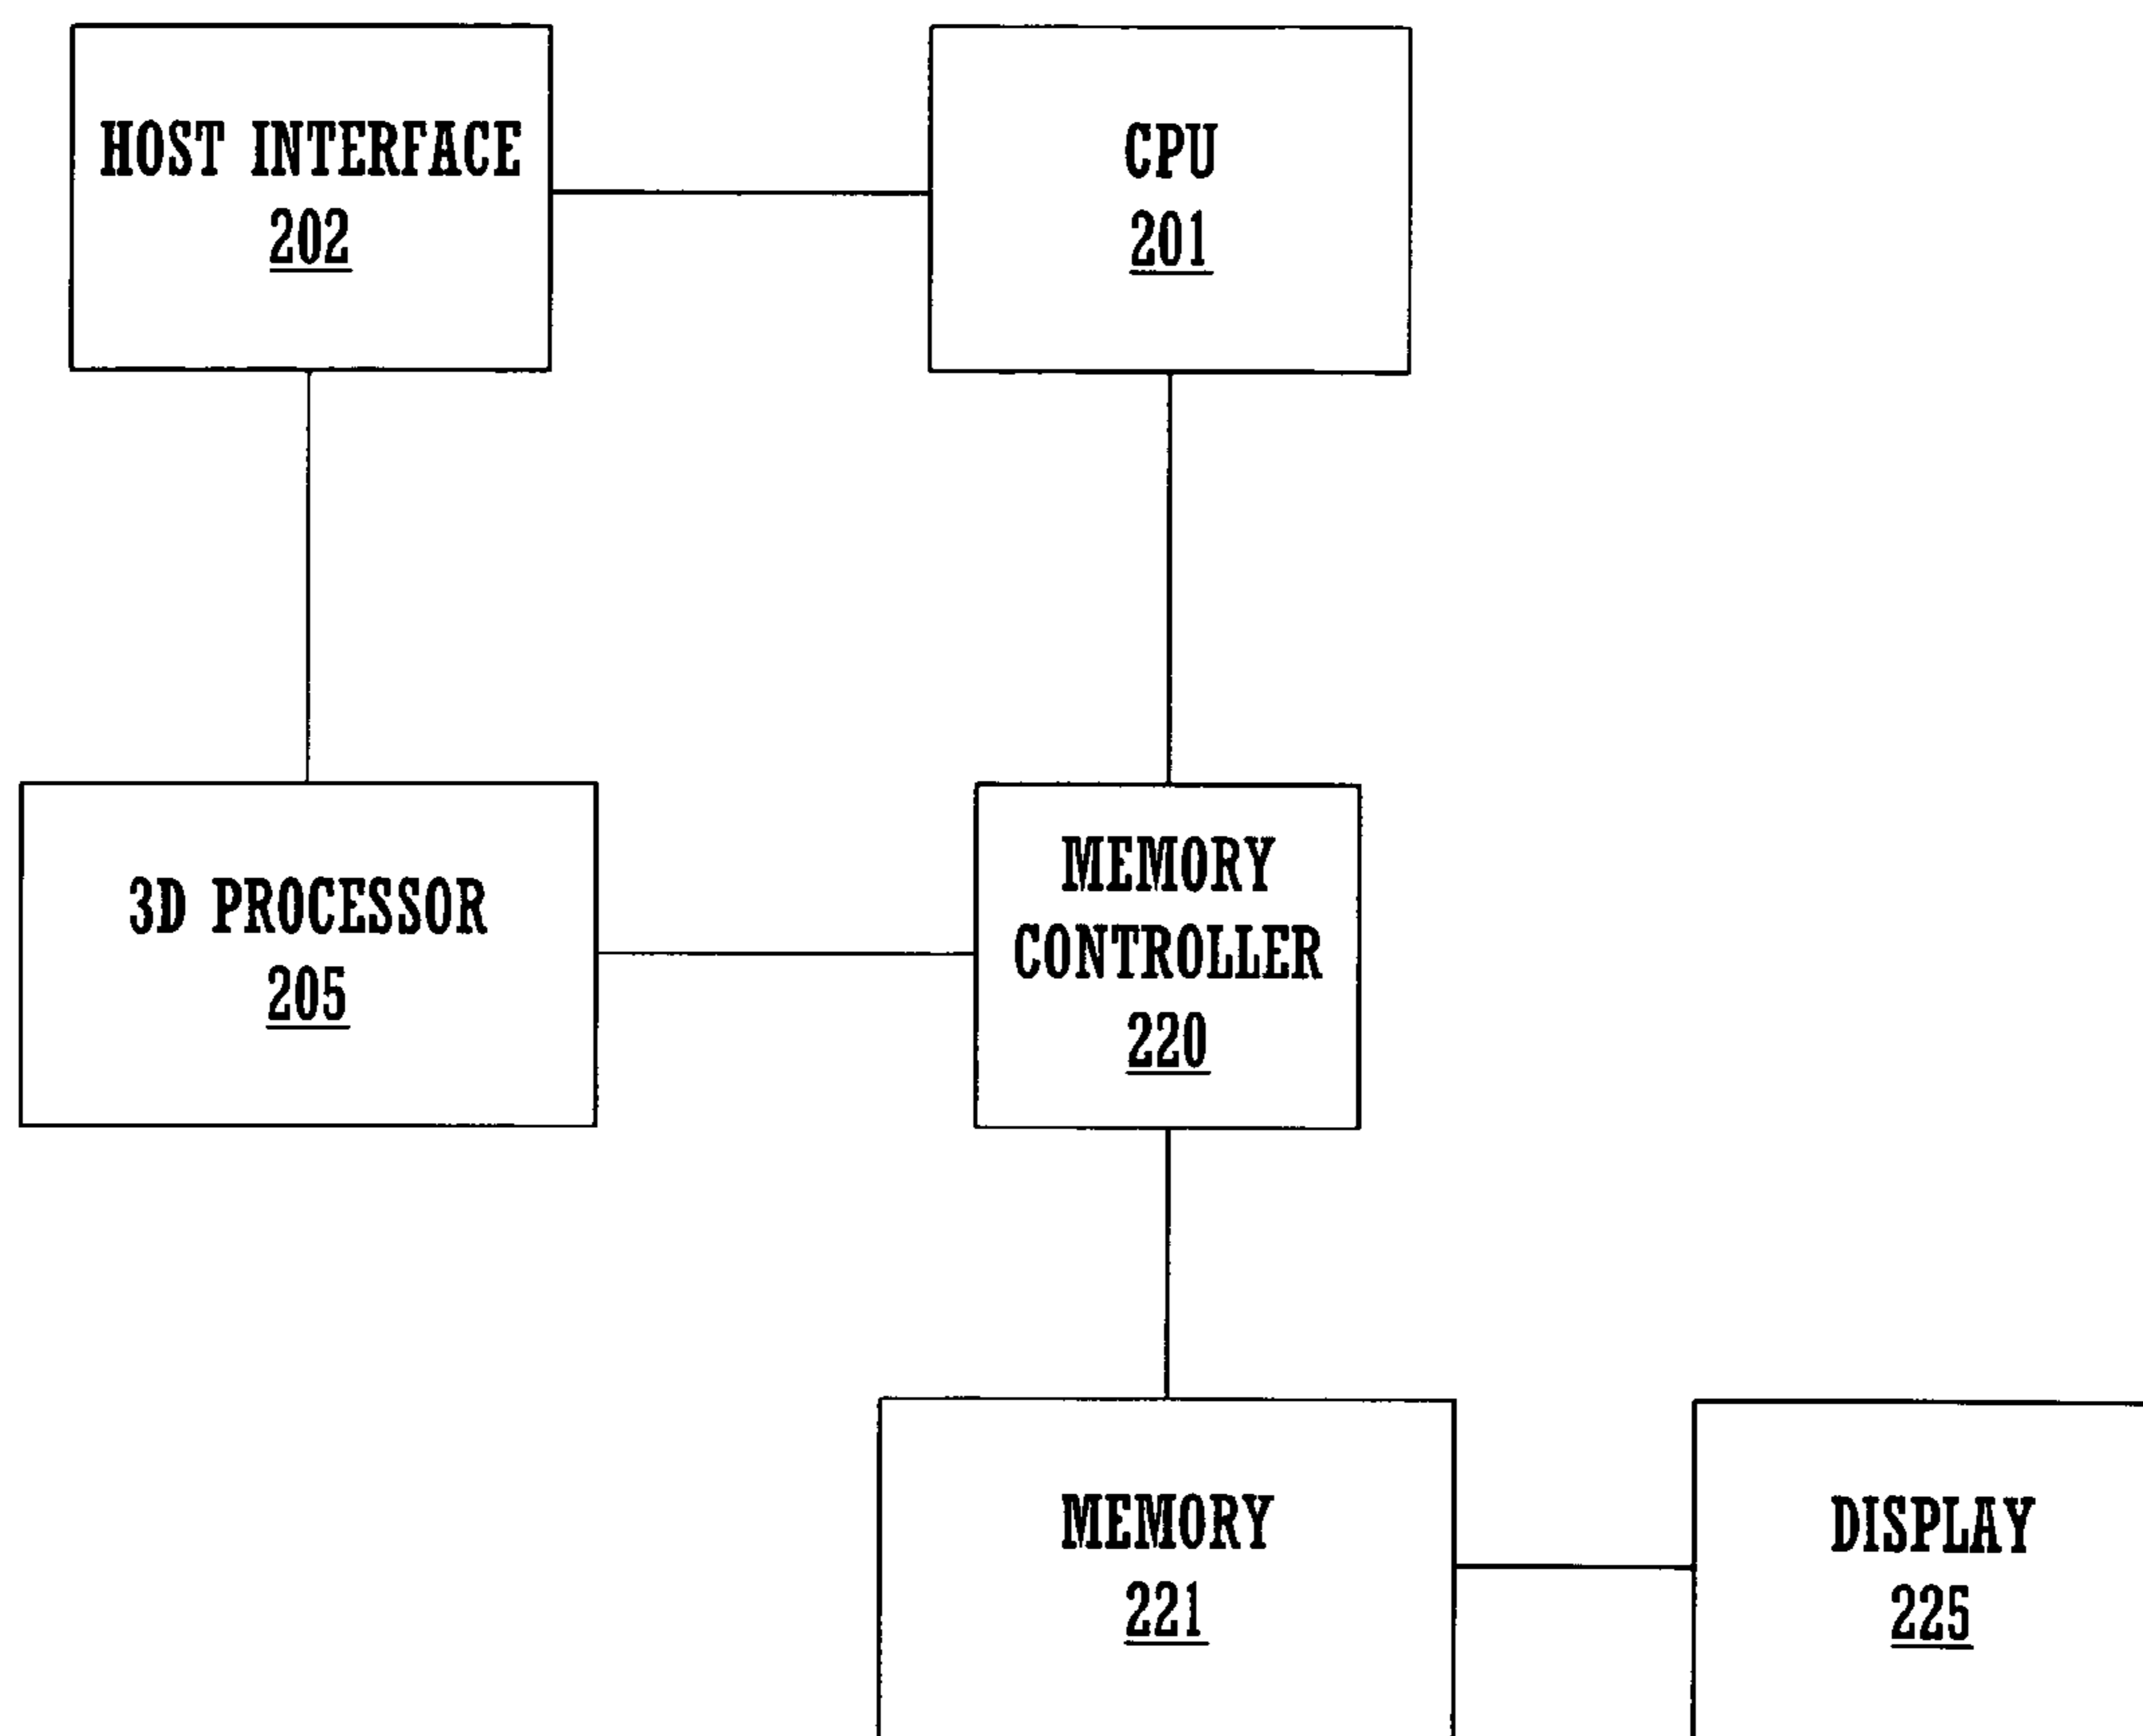 HOST INTERFACE
202
CPU
201
3D PROCESSOR
205
MEMORY
CONTROLLER
220
MEMORY
221
DISPLAY
225